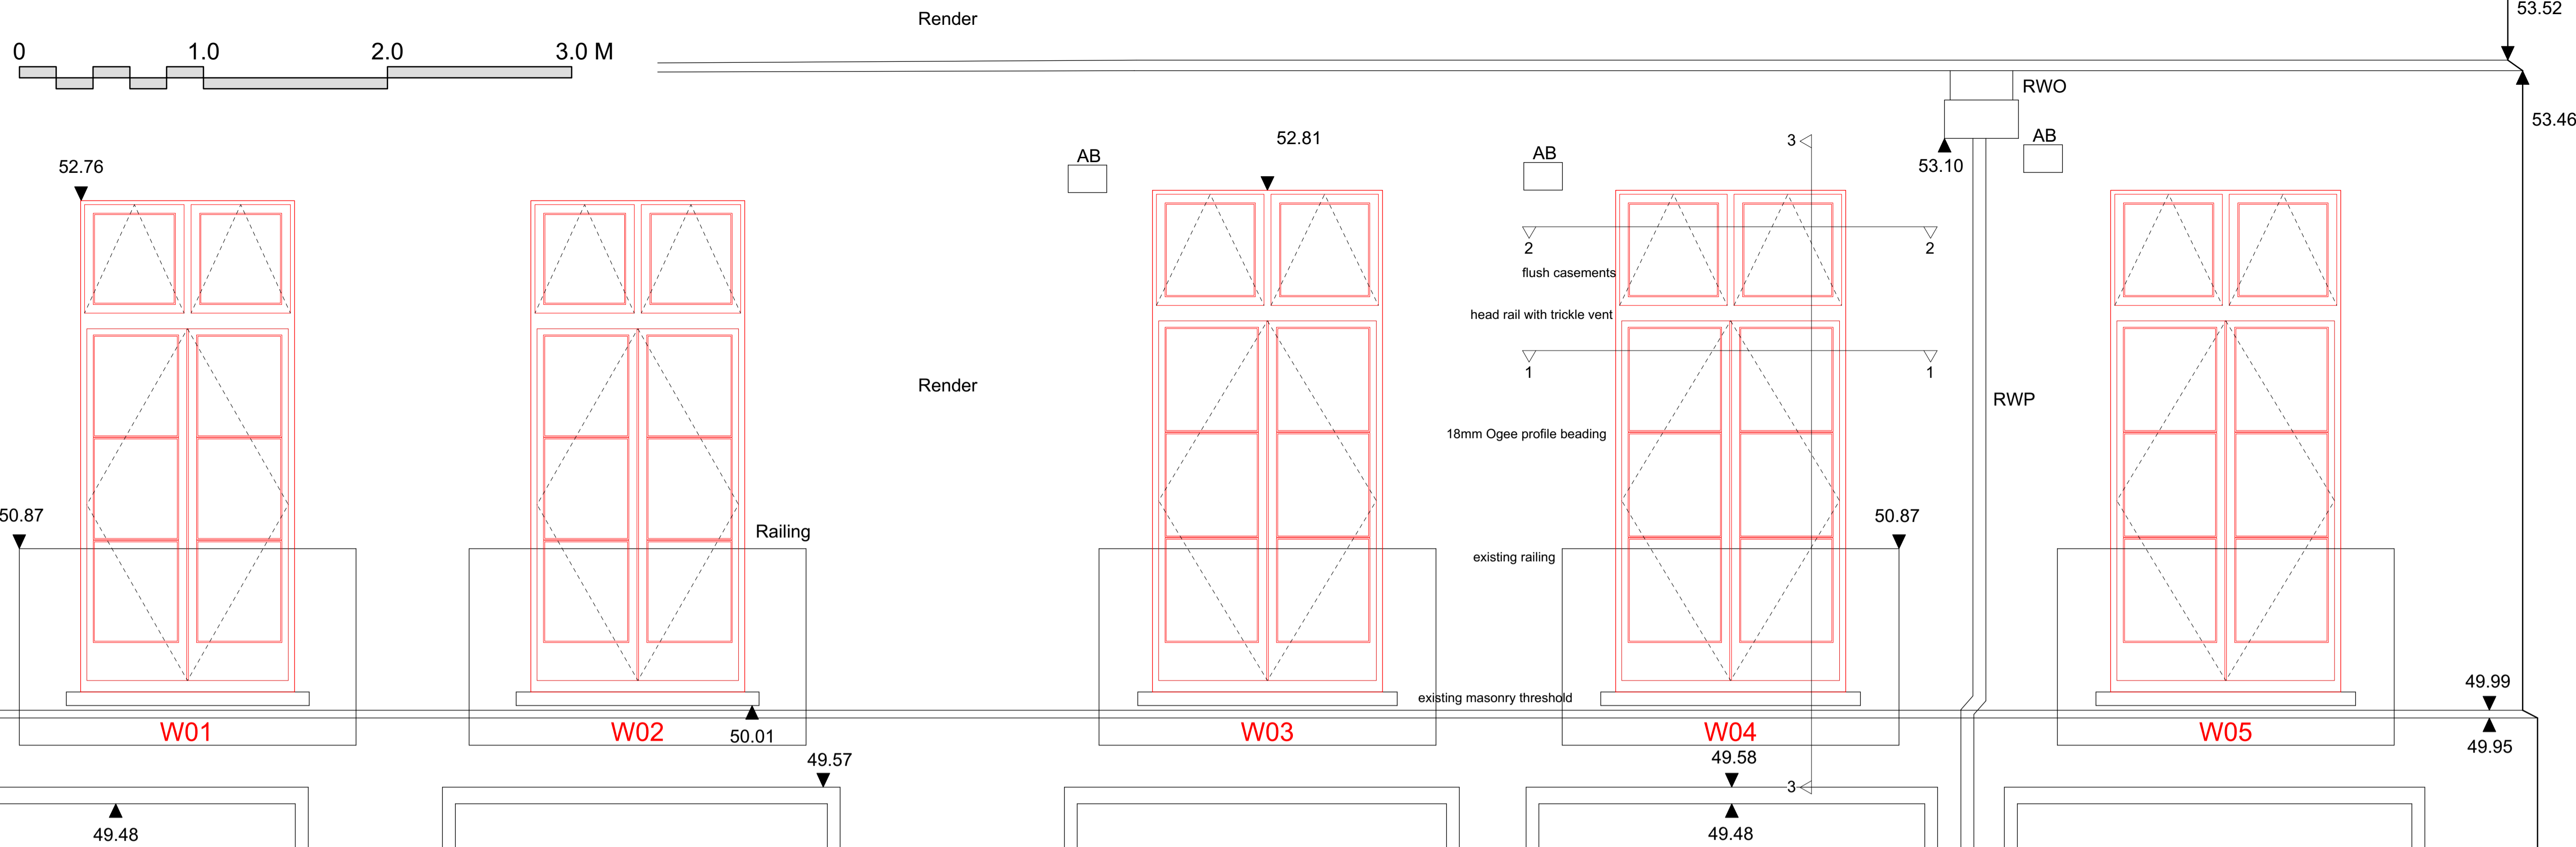 53.52
Render
0 1.0 2.0 3.0 M
RWO
53.46
AB
52.81
3
AB
AB
52.76
53.10
2 2
flush casements
head rail with trickle vent
1 1
Render
RWP
18mm Ogee profile beading
50.87
50.87
Railing
existing railing
49.99
existing masonry threshold
W01 W02 W03 W04 W05
50.01
49.95
49.57
49.58
3
49.48
49.48